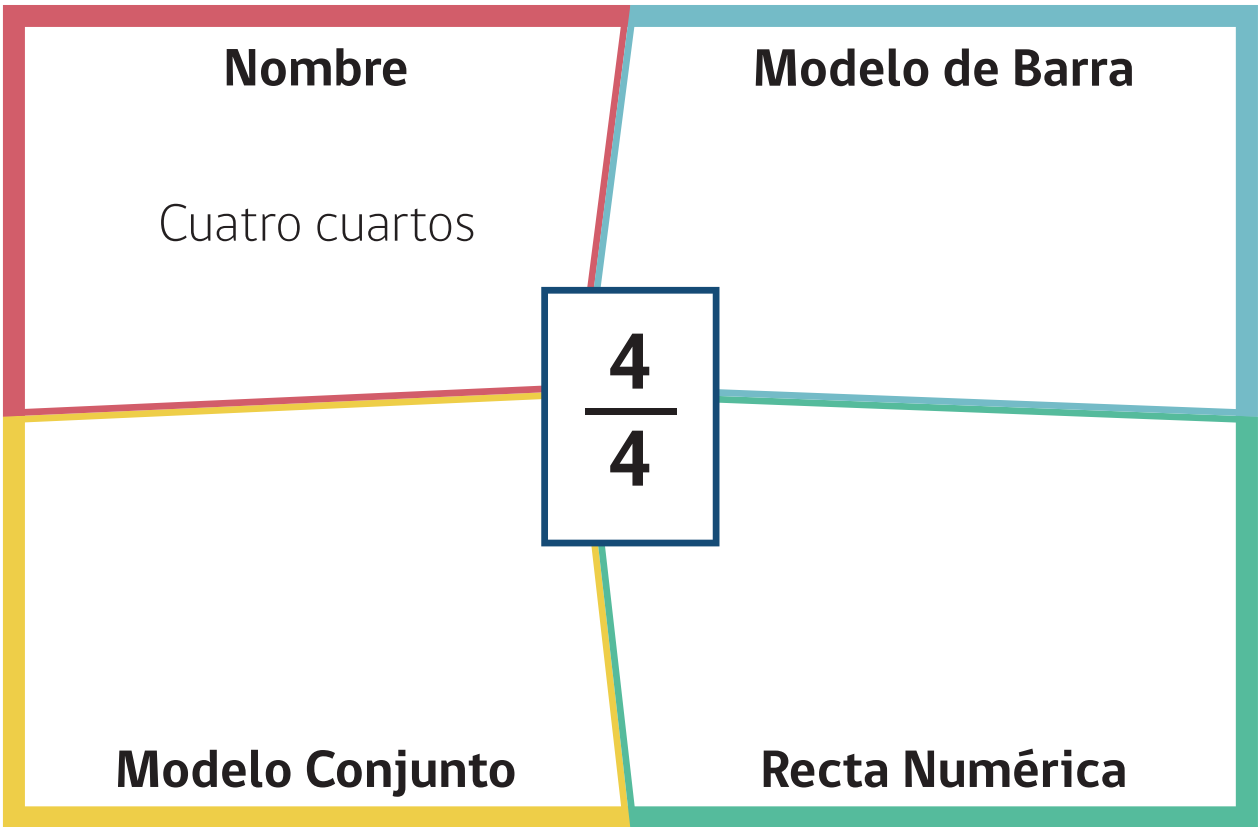 Nombre
Modelo de Barra
Cuatro cuartos
4
4
Modelo Conjunto
Recta Numérica